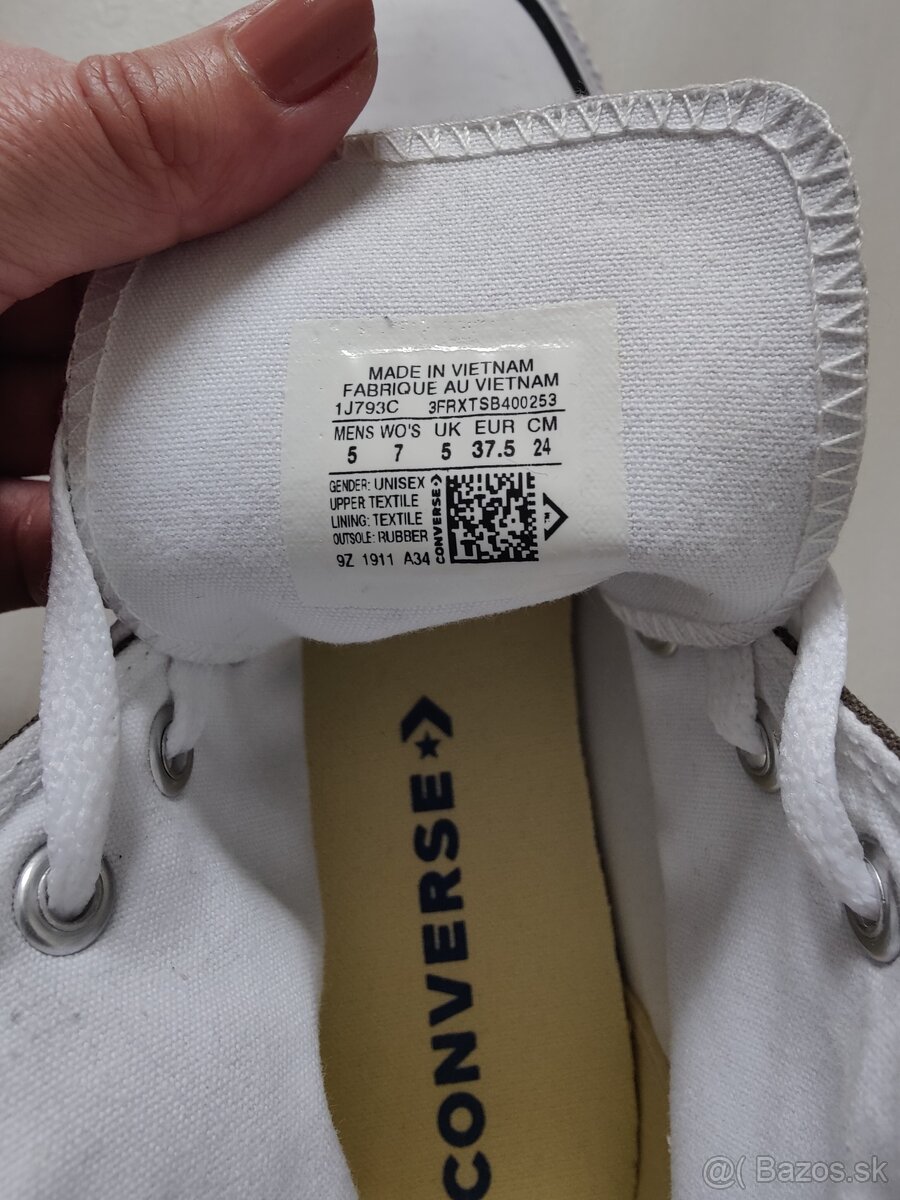 MADE IN VIETNAM
FABRIQUE AU VIETNAM
1J793C 3FRXTSB400253
MENS WO'S UK EUR CM
5 7 5 37.5 24
GENDER: UNISEX
UPPER TEXTILE
LINING: TEXTILE
OUTSOLE: RUBBER
9Z 1911 A34
CONVERSE
CONVERSE
@( Bazos.sk